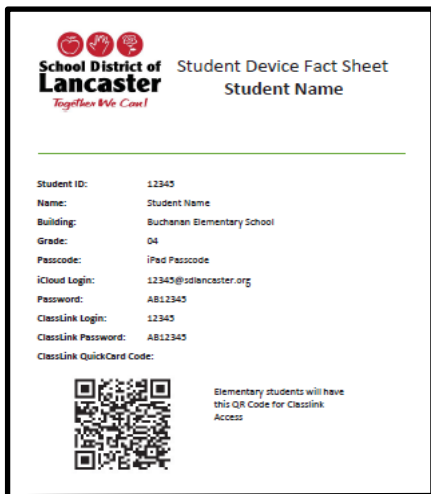 School District of
Lancaster
Together We Can!
Student Device Fact Sheet
Student Name
Student ID: 12345
Name: Student Name
Building: Buchanan Elementary School
Grade: 04
Passcode: iPad Passcode
iCloud Login: 12345@sdlancaster.org
Password: AB12345
ClassLink Login: 12345
ClassLink Password: AB12345
ClassLink QuickCard Code:
Elementary students will have
this QR Code for Classlink
Access